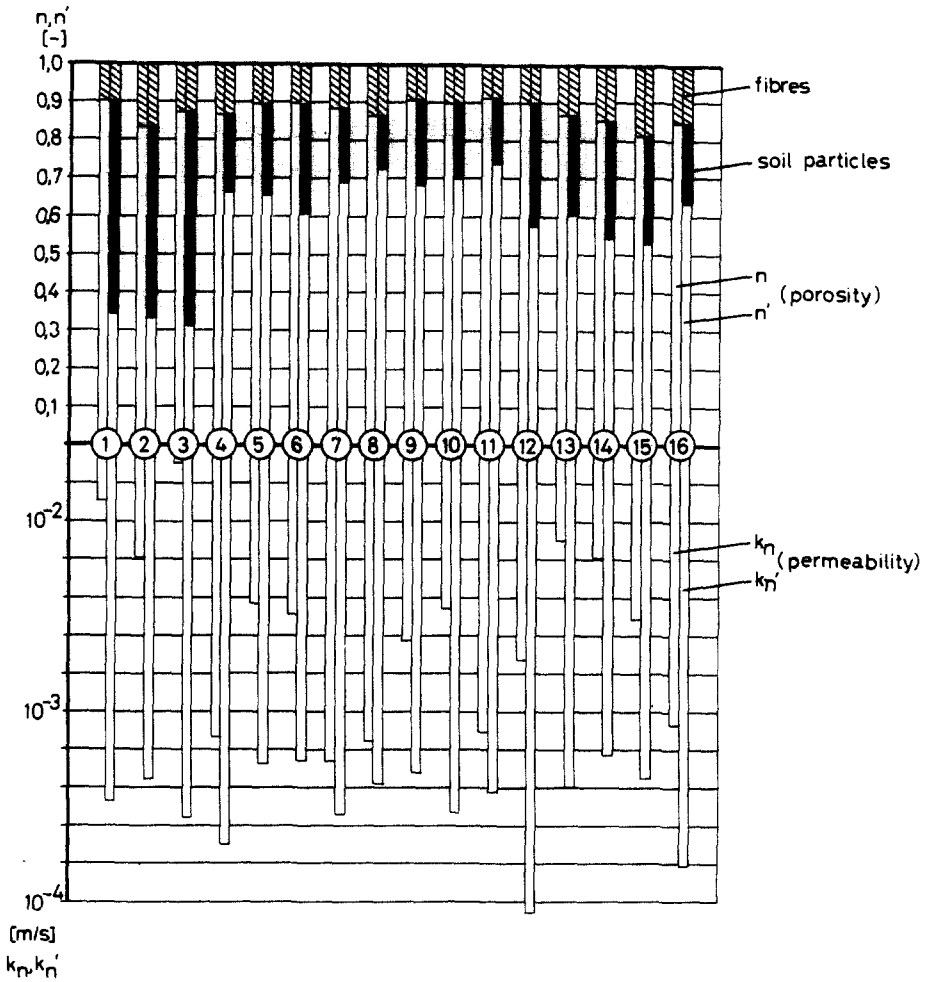 n,n'
[-]
1,0
0,9
0,8
0,7
0,6
0,5
0,4
0,3
0,2
0,1
fibres
soil particles
n
(porosity)
n'
1 2 3 4 5 6 7 8 9 10 11 12 13 14 15 16
10-2
kn
(permeability)
kn'
10-3
10-4
[m/s]
kn,kn'